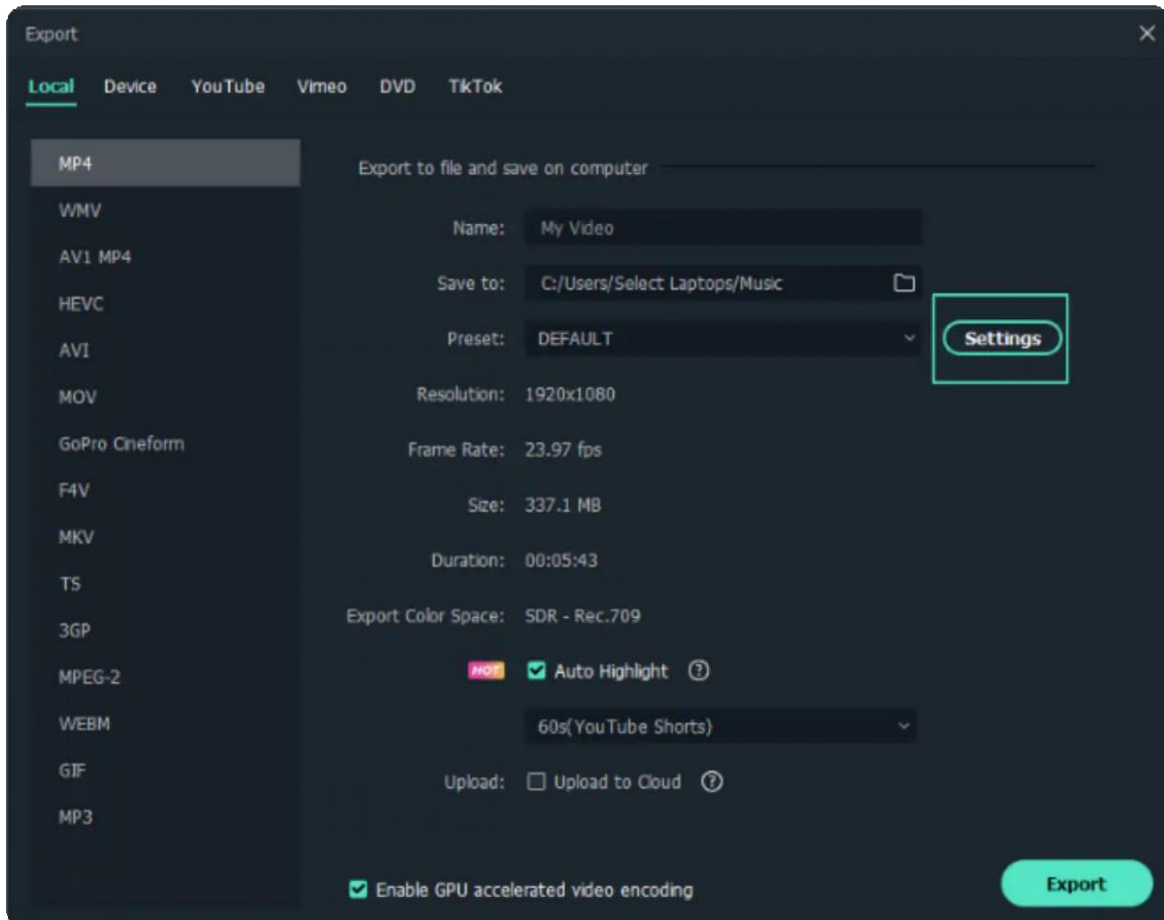 Export
Local Device YouTube Vimeo DVD TikTok
MP4
WMV
AV1 MP4
HEVC
AVI
MOV
GoPro Cineform
F4V
MKV
TS
3GP
MPEG-2
WEBM
GIF
MP3
Export to file and save on computer
Name: My Video
Save to: C:/Users/Select Laptops/Music
Preset: DEFAULT Settings
Resolution: 1920x1080
Frame Rate: 23.97 fps
Size: 337.1 MB
Duration: 00:05:43
Export Color Space: SDR - Rec.709
HOT Auto Highlight ?
60s(YouTube Shorts)
Upload: Upload to Cloud ?
Enable GPU accelerated video encoding
Export